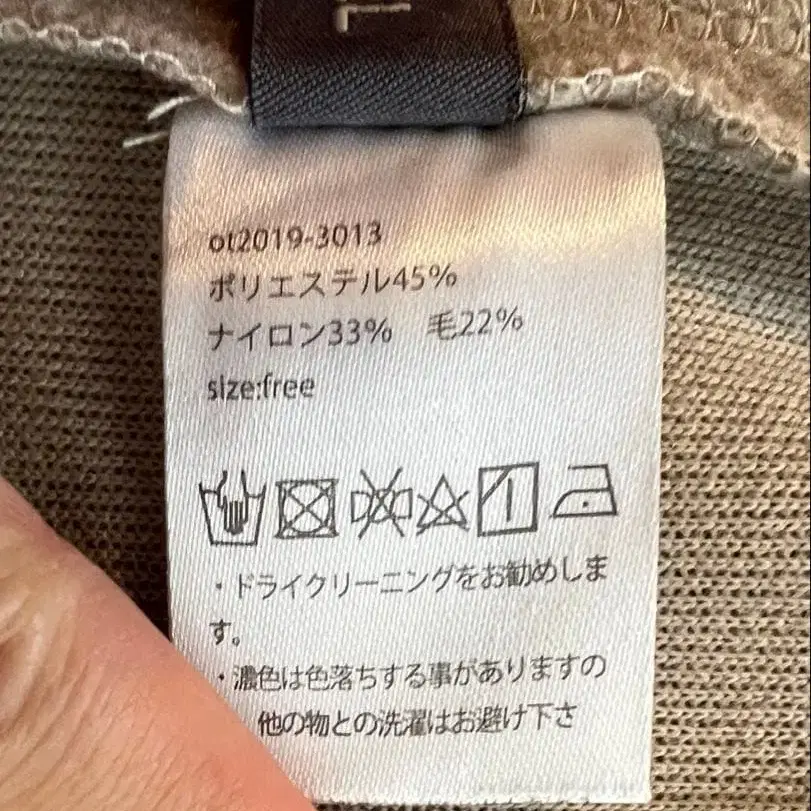 ot2019-3013
ポリエステル45%
ナイロン33%　毛22%
size:free
・ドライクリーニングをお勧めしま
す。
・濃色は色落ちする事がありますの
他の物との洗濯はお避け下さ